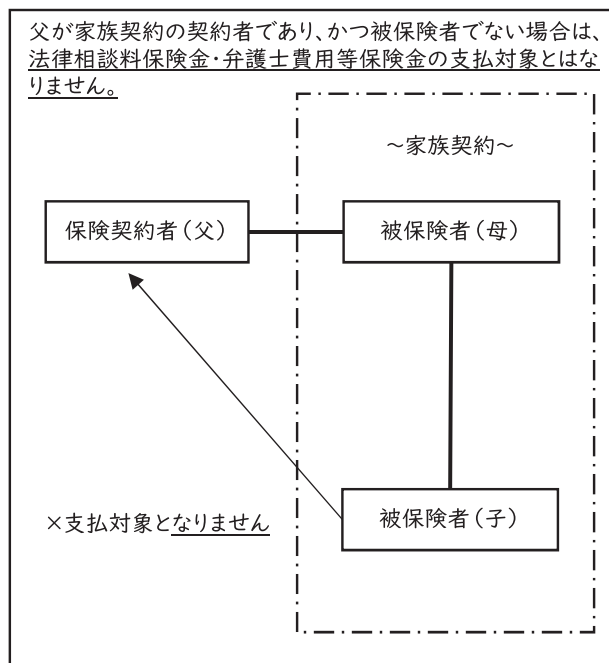 父が家族契約の契約者であり、かつ被保険者でない場合は、
法律相談料保険金・弁護士費用等保険金の支払対象とはな
りません。
～家族契約～
保険契約者（父）
被保険者（母）
×支払対象となりません
被保険者（子）